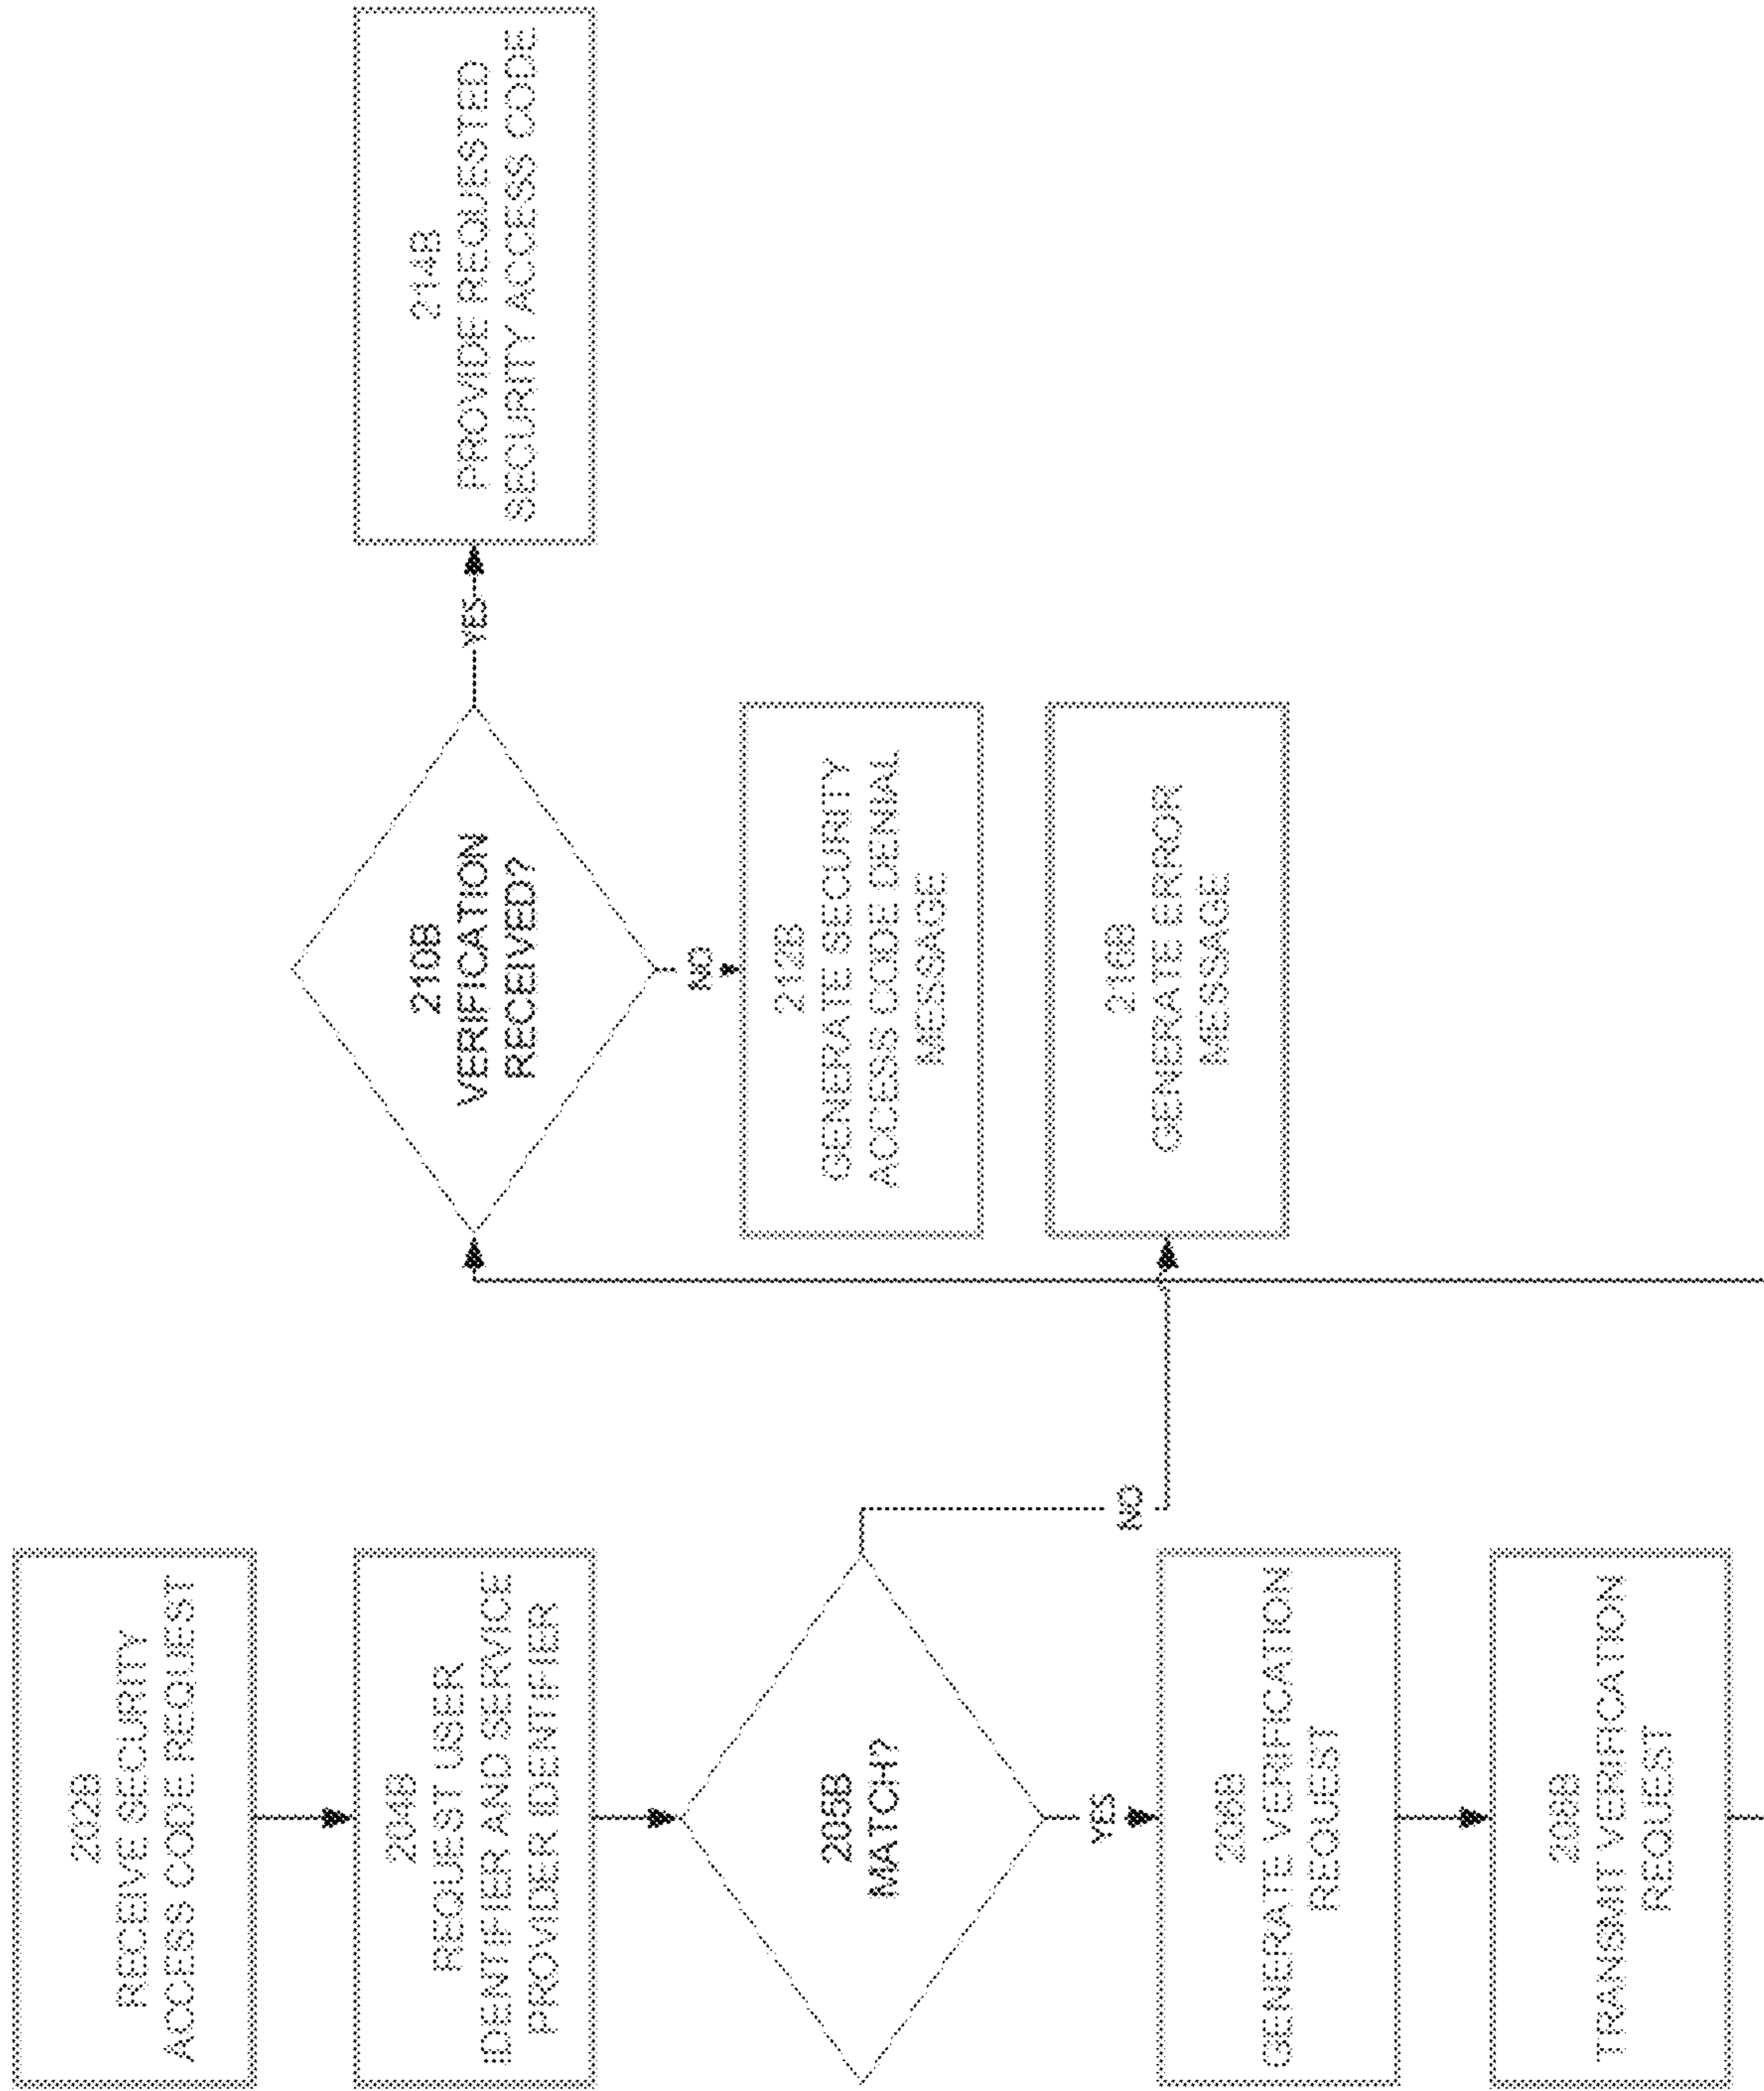 202B
RECEIVE SECURITY
ACCESS CODE REQUEST
204B
REQUEST USER
IDENTIFIER AND SERVICE
PROVIDER IDENTIFIER
205B
MATCH?
NO
YES
206B
GENERATE VERIFICATION
REQUEST
208B
TRANSMIT VERIFICATION
REQUEST
210B
VERIFICATION
RECEIVED?
YES
NO
212B
GENERATE SECURITY
ACCESS CODE DENIAL
MESSAGE
214B
PROVIDE REQUESTED
SECURITY ACCESS CODE
216B
GENERATE ERROR
MESSAGE